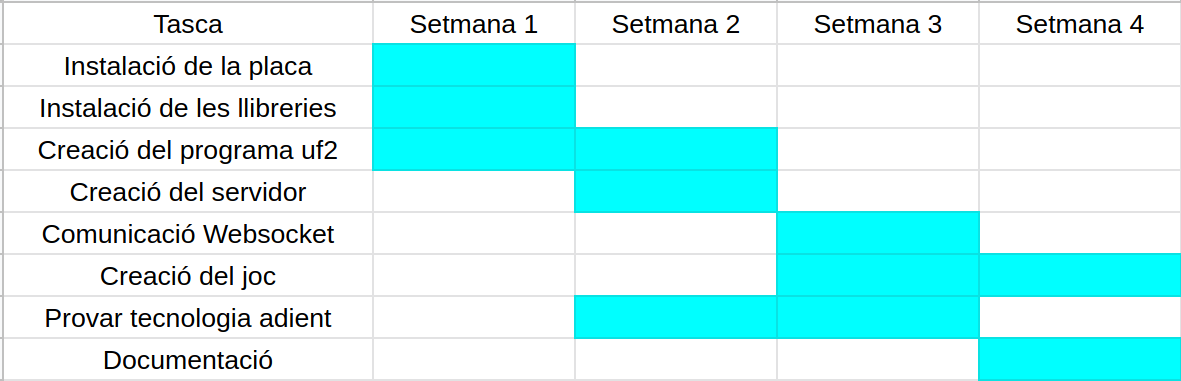 Tasca Setmana 1 Setmana 2 Setmana 3 Setmana 4
Instalació de la placa
Instalació de les llibreries
Creació del programa uf2
Creació del servidor
Comunicació Websocket
Creació del joc
Provar tecnologia adient
Documentació